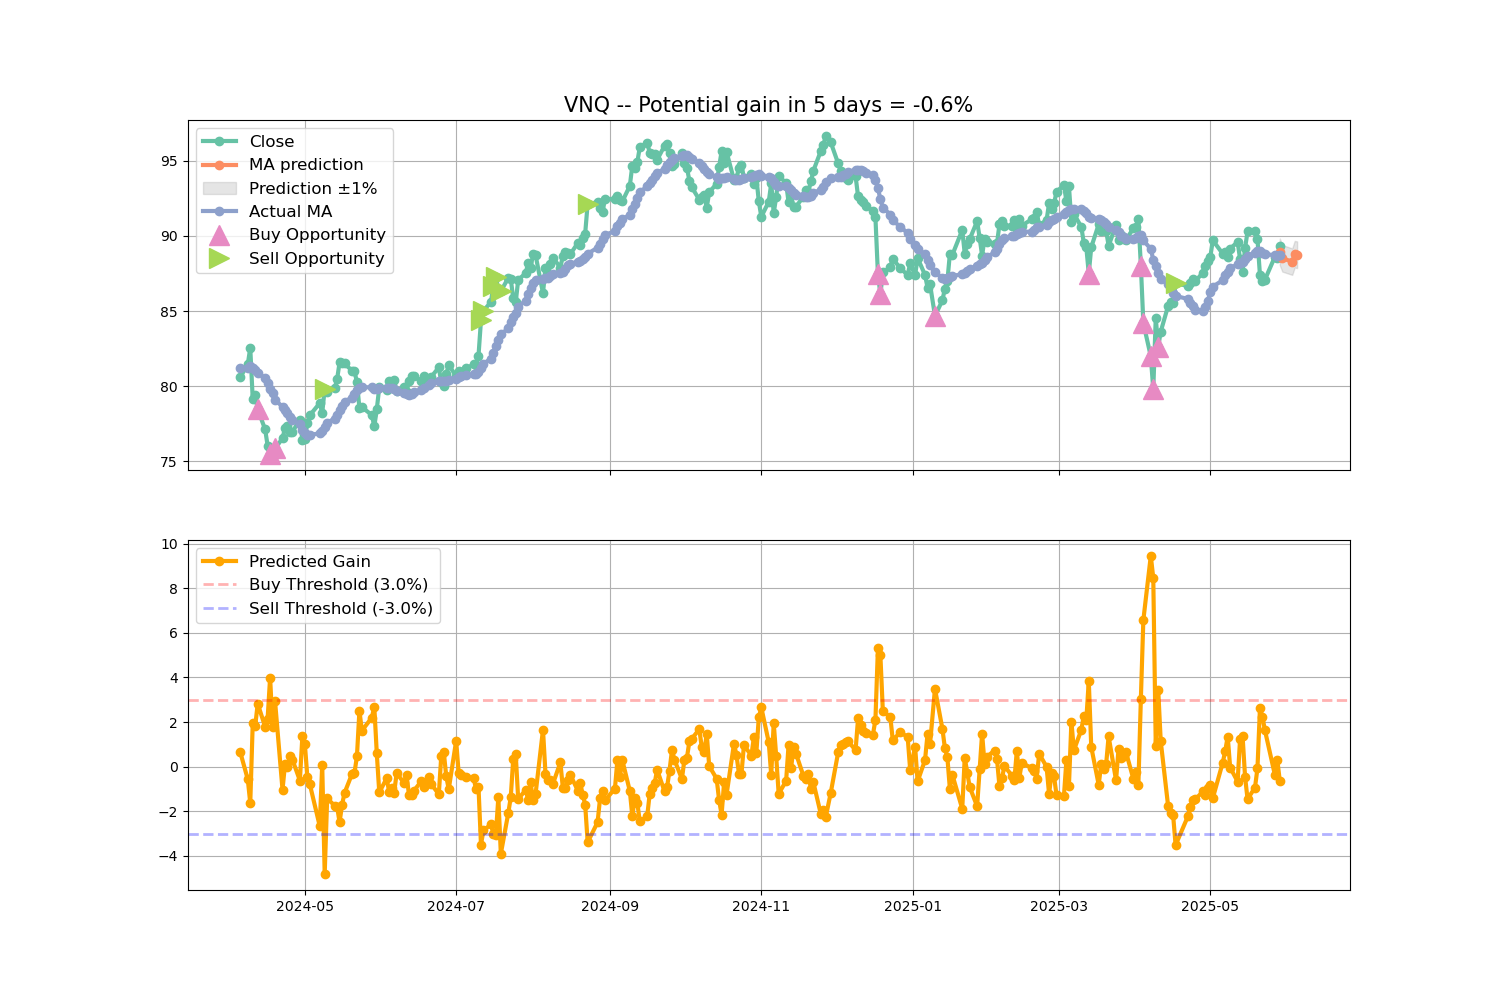 VNQ -- Potential gain in 5 days = -0.6%
95
90
85
80
75
Close
MA prediction
Prediction ±1%
Actual MA
Buy Opportunity
Sell Opportunity
10
8
6
4
2
0
−2
−4
Predicted Gain
Buy Threshold (3.0%)
Sell Threshold (-3.0%)
2024-05
2024-07
2024-09
2024-11
2025-01
2025-03
2025-05